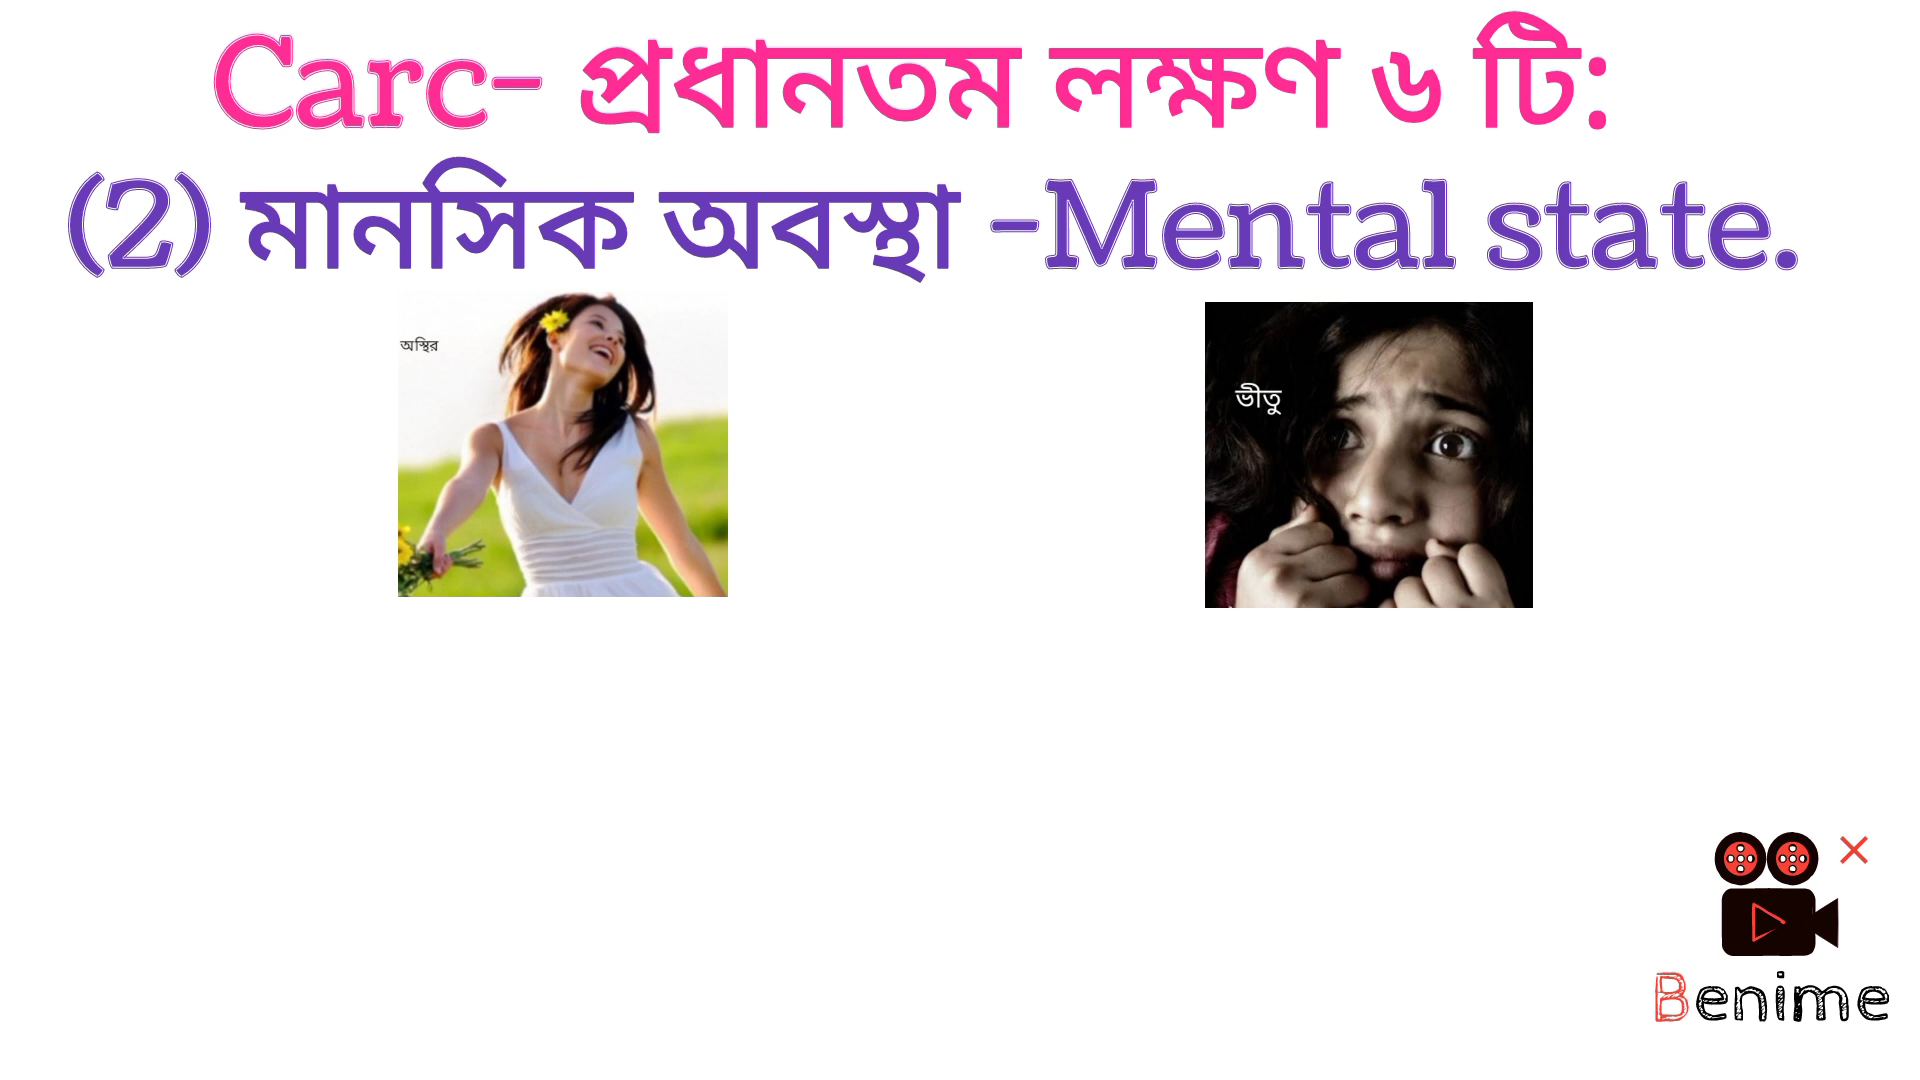 Carc- প্রধানতম লক্ষণ ৬ টি:
(2) মানসিক অবস্থা -Mental state.
অস্থির
ভীতু
Benime